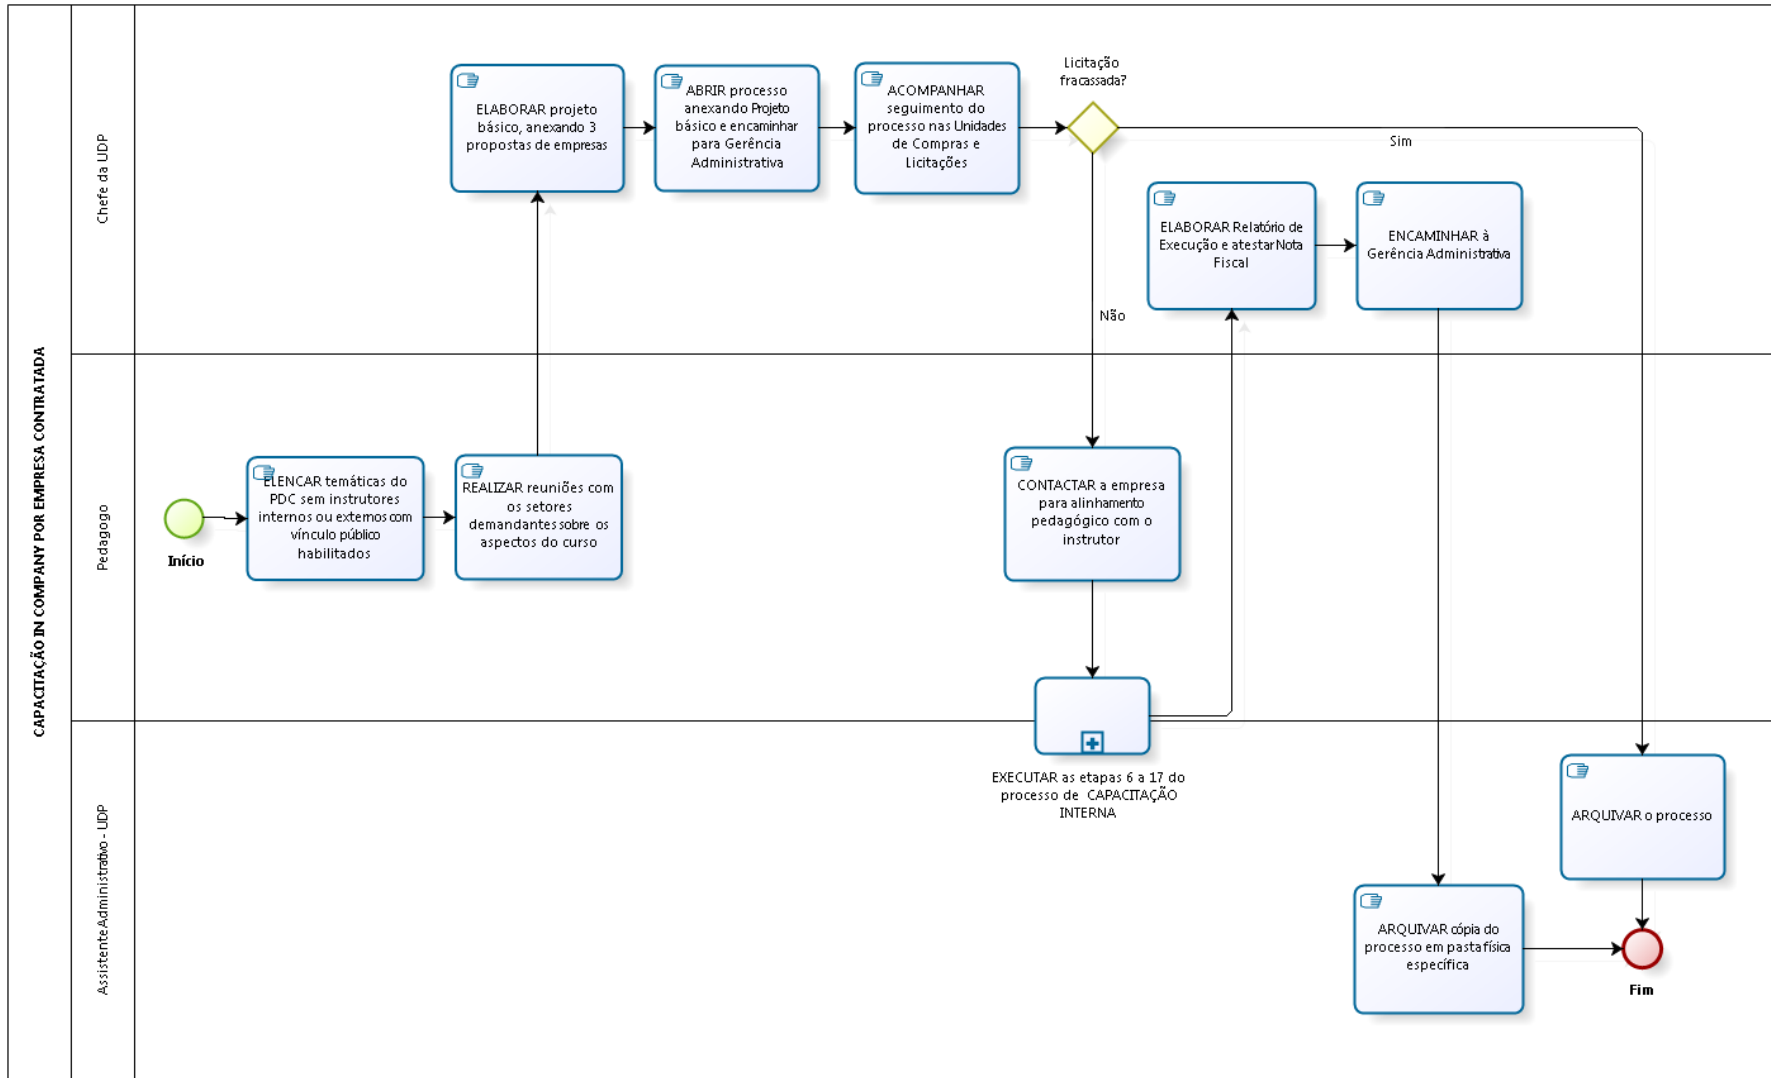 CAPACITAÇÃO IN COMPANY POR EMPRESA CONTRATADA
Chefe da UDP
ELABORAR projeto
básico, anexando 3
propostas de empresas
ABRIR processo
anexando Projeto
básico e encaminhar
para Gerência
Administrativa
ACOMPANHAR
seguimento do
processo nas Unidades
de Compras e
Licitações
Licitação
fracassada?
Sim
Não
ELABORAR Relatório de
Execução e atestar Nota
Fiscal
ENCAMINHAR à
Gerência Administrativa
Pedagogo
Início
ELENCAR temáticas do
PDC sem instrutores
internos ou externos com
vínculo público
habilitados
REALIZAR reuniões com
os setores
demandantes sobre os
aspectos do curso
CONTACTAR a empresa
para alinhamento
pedagógico com o
instrutor
Assistente Administrativo - UDP
EXECUTAR as etapas 6 a 17 do
processo de CAPACITAÇÃO
INTERNA
ARQUIVAR o processo
ARQUIVAR cópia do
processo em pasta física
específica
Fim